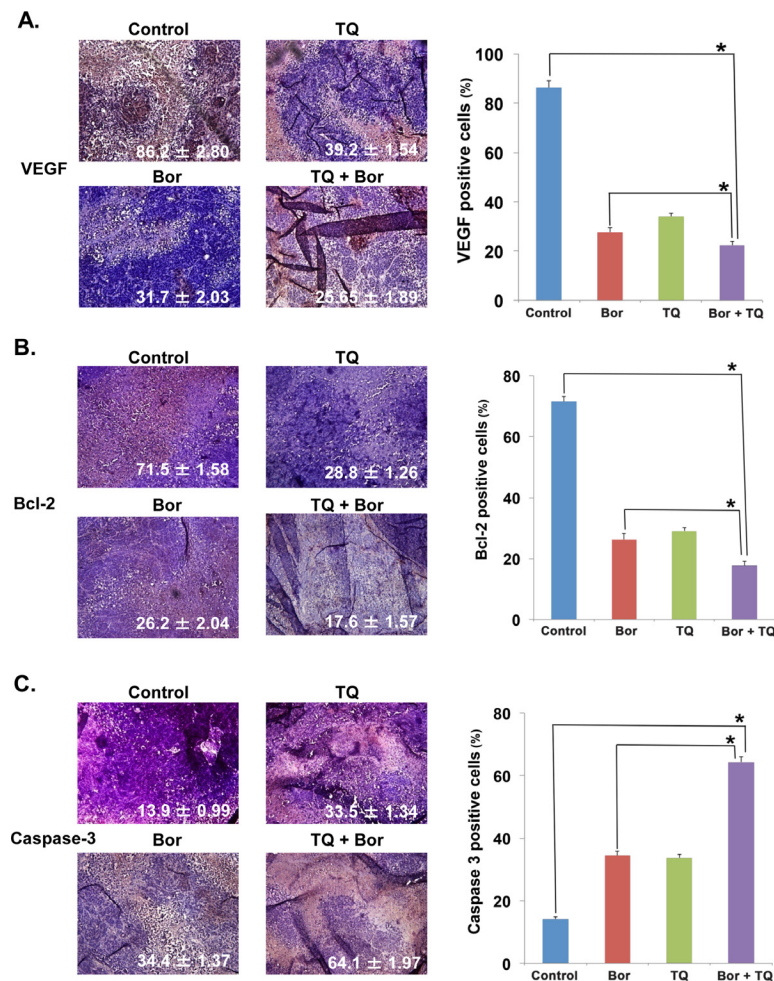 A.
Control
TQ
86.2 ± 2.80
39.2 ± 1.54
VEGF
Bor
TQ + Bor
31.7 ± 2.03
25.65 ± 1.89
VEGF positive cells (%)
100
80
60
40
20
0
*
*
Control
Bor
TQ
Bor + TQ
B.
Control
TQ
71.5 ± 1.58
28.8 ± 1.26
Bcl-2
Bor
TQ + Bor
26.2 ± 2.04
17.6 ± 1.57
Bcl-2 positive cells (%)
80
60
40
20
0
*
*
Control
Bor
TQ
Bor + TQ
C.
Control
TQ
13.9 ± 0.99
33.5 ± 1.34
Caspase-3
Bor
TQ + Bor
34.4 ± 1.37
64.1 ± 1.97
Caspase 3 positive cells (%)
80
60
40
20
0
*
*
Control
Bor
TQ
Bor + TQ